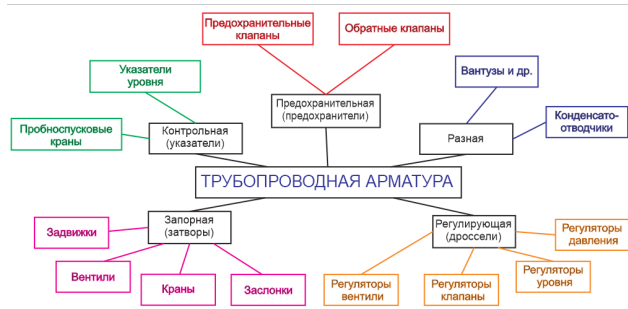 Предохранительные
клапаны
Обратные клапаны
Указатели
уровня
Вантузы и др.
Предохранительная
(предохранители)
Пробноспусковые
краны
Контрольная
(указатели)
Разная
Конденсато-
отводчики
ТРУБОПРОВОДНАЯ АРМАТУРА
Задвижки
Запорная
(затворы)
Регулирующая
(дроссели)
Регуляторы
давления
Вентили
Краны
Заслонки
Регуляторы
вентили
Регуляторы
клапаны
Регуляторы
уровня